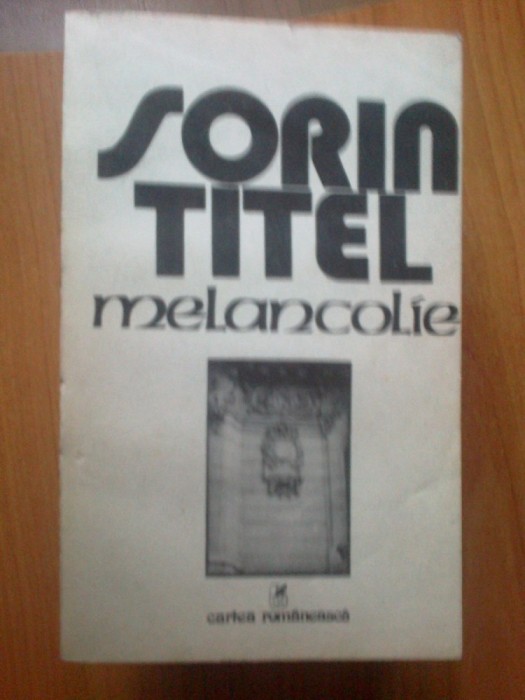 SORIN
TITEL
melancolie
cartea românească